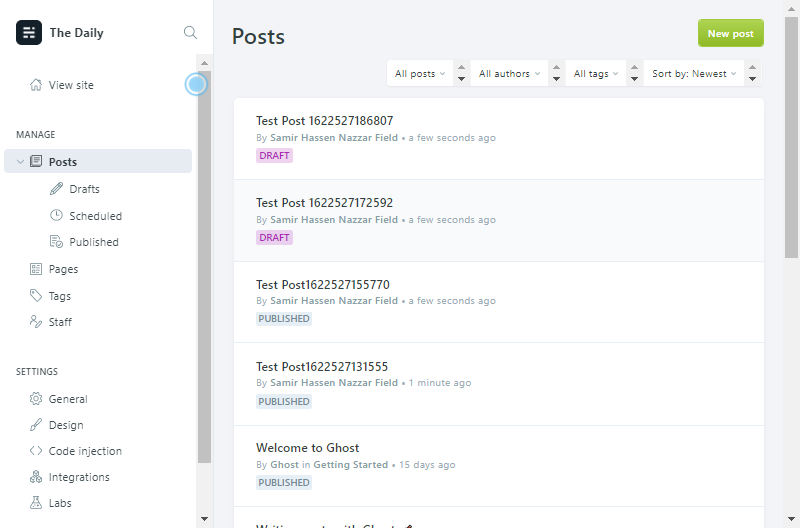 The Daily
View site
MANAGE
Posts
Drafts
Scheduled
Published
Pages
Tags
Staff
SETTINGS
General
Design
Code injection
Integrations
Labs
Posts
New post
All posts
All authors
All tags
Sort by: Newest
Test Post 1622527186807
By Samir Hassen Nazzar Field • a few seconds ago
DRAFT
Test Post 1622527172592
By Samir Hassen Nazzar Field • a few seconds ago
DRAFT
Test Post1622527155770
By Samir Hassen Nazzar Field • a few seconds ago
PUBLISHED
Test Post1622527131555
By Samir Hassen Nazzar Field • 1 minute ago
PUBLISHED
Welcome to Ghost
By Ghost in Getting Started • 15 days ago
PUBLISHED